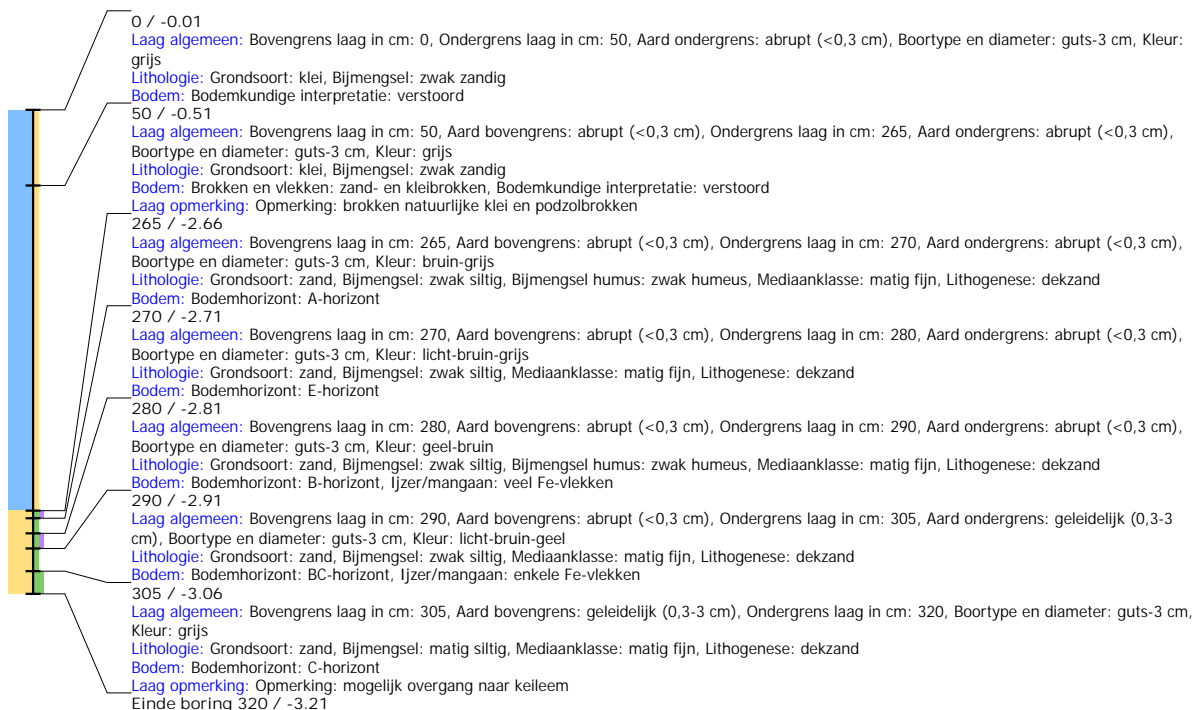 0 / -0.01
Laag algemeen: Bovengrens laag in cm: 0, Ondergrens laag in cm: 50, Aard ondergrens: abrupt (<0,3 cm), Boortype en diameter: guts-3 cm, Kleur:
grijs
Lithologie: Grondsoort: klei, Bijmengsel: zwak zandig
Bodem: Bodemkundige interpretatie: verstoord
50 / -0.51
Laag algemeen: Bovengrens laag in cm: 50, Aard bovengrens: abrupt (<0,3 cm), Ondergrens laag in cm: 265, Aard ondergrens: abrupt (<0,3 cm),
Boortype en diameter: guts-3 cm, Kleur: grijs
Lithologie: Grondsoort: klei, Bijmengsel: zwak zandig
Bodem: Brokken en vlekken: zand- en kleibrokken, Bodemkundige interpretatie: verstoord
Laag opmerking: Opmerking: brokken natuurlijke klei en podzolbrokken
265 / -2.66
Laag algemeen: Bovengrens laag in cm: 265, Aard bovengrens: abrupt (<0,3 cm), Ondergrens laag in cm: 270, Aard ondergrens: abrupt (<0,3 cm),
Boortype en diameter: guts-3 cm, Kleur: bruin-grijs
Lithologie: Grondsoort: zand, Bijmengsel: zwak siltig, Bijmengsel humus: zwak humeus, Mediaanklasse: matig fijn, Lithogenese: dekzand
Bodem: Bodemhorizont: A-horizont
270 / -2.71
Laag algemeen: Bovengrens laag in cm: 270, Aard bovengrens: abrupt (<0,3 cm), Ondergrens laag in cm: 280, Aard ondergrens: abrupt (<0,3 cm),
Boortype en diameter: guts-3 cm, Kleur: licht-bruin-grijs
Lithologie: Grondsoort: zand, Bijmengsel: zwak siltig, Mediaanklasse: matig fijn, Lithogenese: dekzand
Bodem: Bodemhorizont: E-horizont
280 / -2.81
Laag algemeen: Bovengrens laag in cm: 280, Aard bovengrens: abrupt (<0,3 cm), Ondergrens laag in cm: 290, Aard ondergrens: abrupt (<0,3 cm),
Boortype en diameter: guts-3 cm, Kleur: geel-bruin
Lithologie: Grondsoort: zand, Bijmengsel: zwak siltig, Bijmengsel humus: zwak humeus, Mediaanklasse: matig fijn, Lithogenese: dekzand
Bodem: Bodemhorizont: B-horizont, Ijzer/mangaan: veel Fe-vlekken
290 / -2.91
Laag algemeen: Bovengrens laag in cm: 290, Aard bovengrens: abrupt (<0,3 cm), Ondergrens laag in cm: 305, Aard ondergrens: geleidelijk (0,3-3
cm), Boortype en diameter: guts-3 cm, Kleur: licht-bruin-geel
Lithologie: Grondsoort: zand, Bijmengsel: zwak siltig, Mediaanklasse: matig fijn, Lithogenese: dekzand
Bodem: Bodemhorizont: BC-horizont, Ijzer/mangaan: enkele Fe-vlekken
305 / -3.06
Laag algemeen: Bovengrens laag in cm: 305, Aard bovengrens: geleidelijk (0,3-3 cm), Ondergrens laag in cm: 320, Boortype en diameter: guts-3 cm,
Kleur: grijs
Lithologie: Grondsoort: zand, Bijmengsel: matig siltig, Mediaanklasse: matig fijn, Lithogenese: dekzand
Bodem: Bodemhorizont: C-horizont
Laag opmerking: Opmerking: mogelijk overgang naar keileem
Einde boring 320 / -3.21